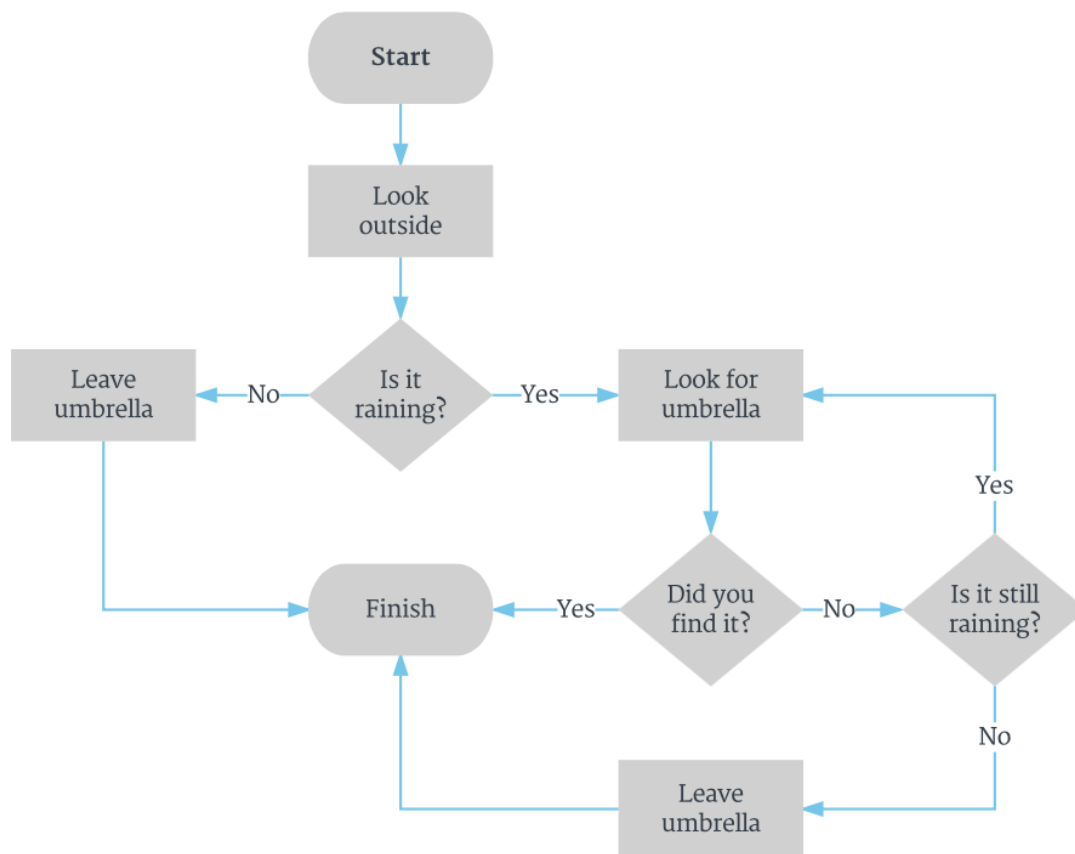 Start
Look
outside
Is it
raining?
No
Leave
umbrella
Yes
Look for
umbrella
Yes
Did you
find it?
Yes
Finish
No
Is it still
raining?
No
Leave
umbrella